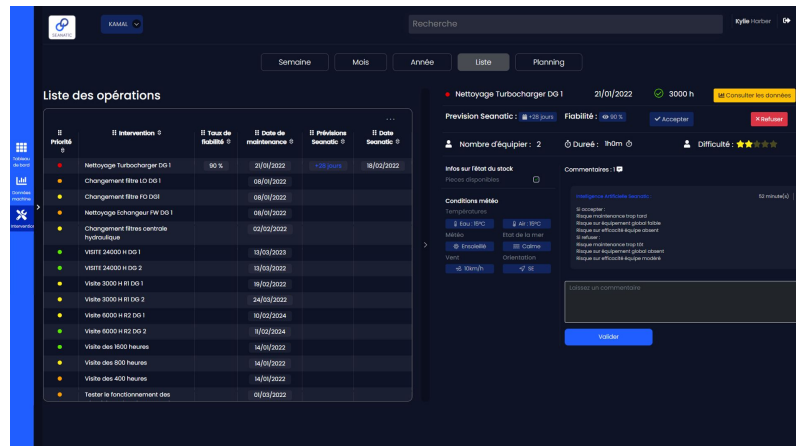 SEANATIC
KAMAL
Recherche
Kylie Harber
Semaine Mois Année Liste Planning
Tableau de bord
Données machine
Intervention
Liste des opérations
Priorité Intervention Taux de fiabilité Date de maintenance Prévisions Seanatic Date Seanatic
Nettoyage Turbocharger DG 1 90 % 21/01/2022 +28 jours 18/02/2022
Changement filtre LO DG 1 08/01/2022
Changement filtre FO DG1 08/01/2022
Nettoyage Echangeur FW DG 1 08/01/2022
Changement filtres centrale hydraulique 02/02/2022
VISITE 24000 H DG 1 13/03/2023
VISITE 24000 H DG 2 13/03/2022
Visite 3000 H R1 DG 1 19/02/2022
Visite 3000 H R1 DG 2 24/03/2022
Visite 6000 H R2 DG 1 10/02/2024
Visite 6000 H R2 DG 2 11/02/2024
Visite des 1600 heures 14/01/2022
Visite des 800 heures 14/01/2022
Visite des 400 heures 14/01/2022
Tester le fonctionnement des 01/03/2022
Nettoyage Turbocharger DG 1 21/01/2022 3000 h Consulter les données
Prevision Seanatic : +28 jours Fiabilité : 90 % Accepter Refuser
Nombre d'équipier : 2 Dureé : 1h0m Difficulté :
Infos sur l'état du stock
Pieces disponibles
Conditions météo
Températures
Eau : 15°C Air : 15°C
Météo Etat de la mer
Ensoleillé Calme
Vent Orientation
10km/h SE
Commentaires : 1
Intelligence Artificielle Seanatic 52 minute(s)
Si accepter :
Risque maintenance trop tard
Risque sur équipement global faible
Risque sur efficacité équipe absent
Si refuser :
Risque maintenance trop tôt
Risque sur équipement global absent
Risque sur efficacité équipe modéré
Laissez un commentaire
Valider